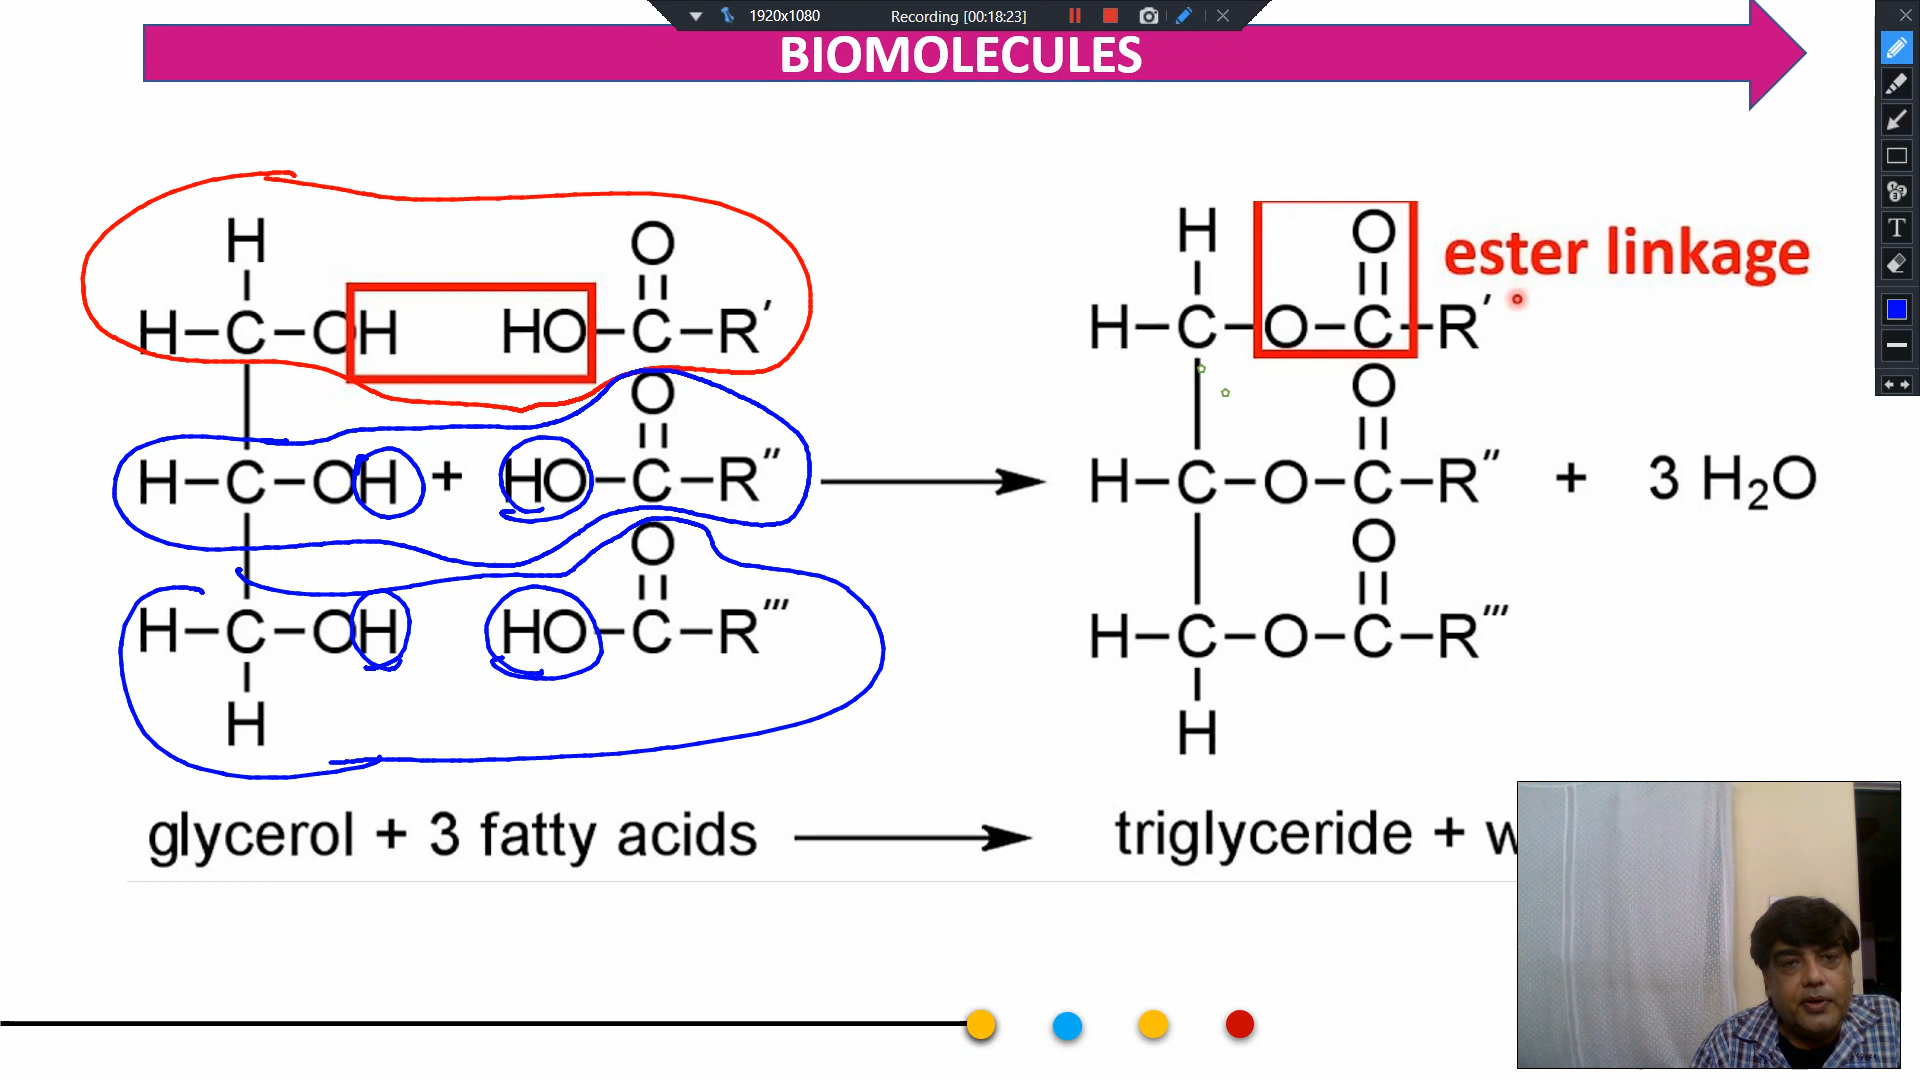 1920x1080
Recording [00:18:23]
BIOMOLECULES
H O
H–C–OH HO–C–R′
O
H–C–OH + HO–C–R″
O
H–C–OH HO–C–R‴
H
H O
ester linkage
H–C–O–C–R′
O
H–C–O–C–R″ + 3 H₂O
O
H–C–O–C–R‴
H
glycerol + 3 fatty acids
triglyceride +
T